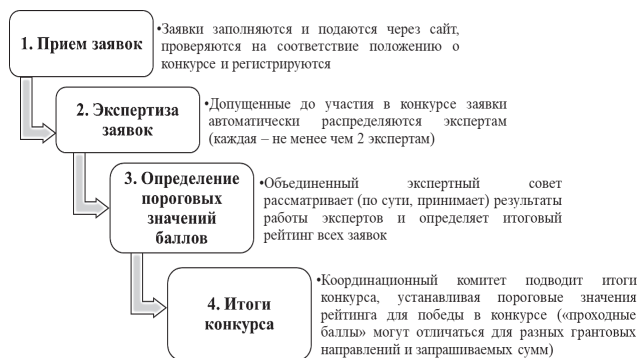 1. Прием заявок
•Заявки заполняются и подаются через сайт,
проверяются на соответствие положению о
конкурсе и регистрируются
2. Экспертиза
заявок
•Допущенные до участия в конкурсе заявки
автоматически распределяются экспертам
(каждая – не менее чем 2 экспертам)
3. Определение
пороговых
значений
баллов
•Объединенный экспертный совет
рассматривает (по сути, принимает) результаты
работы экспертов и определяет итоговый
рейтинг всех заявок
4. Итоги
конкурса
•Координационный комитет подводит итоги
конкурса, устанавливая пороговые значения
рейтинга для победы в конкурсе («проходные
баллы» могут отличаться для разных грантовых
направлений и запрашиваемых сумм)